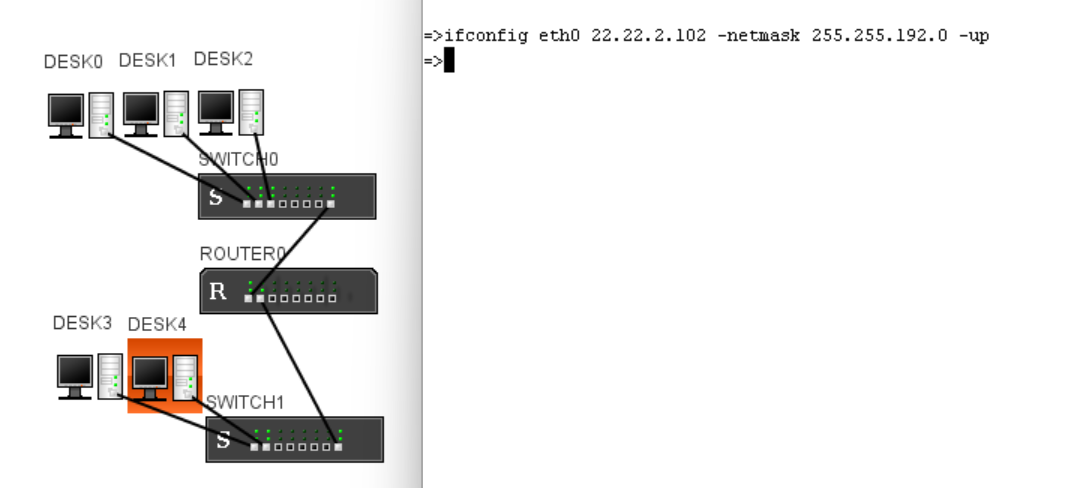 =>ifconfig eth0 22.22.2.102 -netmask 255.255.192.0 -up
=>
DESK0 DESK1 DESK2
SWITCH0
S
ROUTER0
R
DESK3 DESK4
SWITCH1
S